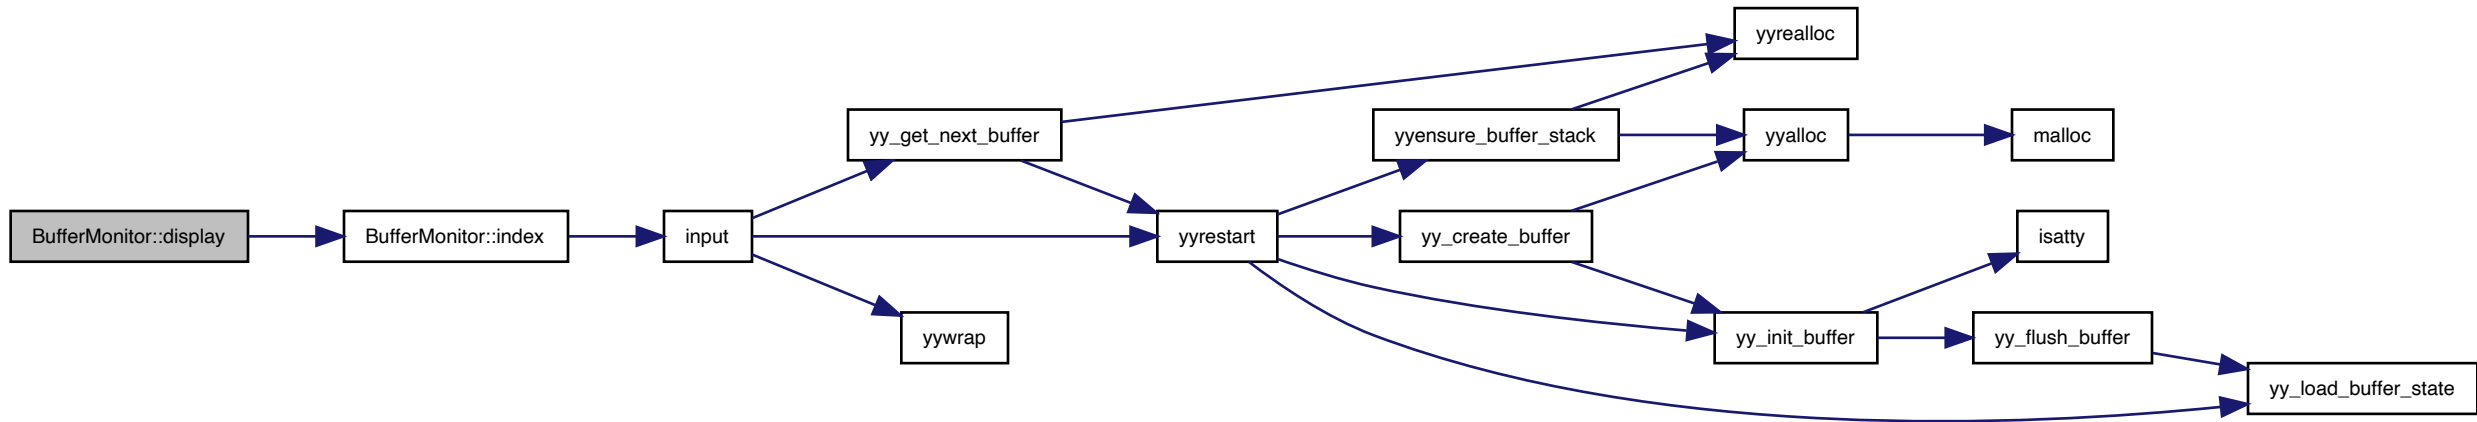 yyrealloc
yy_get_next_buffer
yyensure_buffer_stack
yyalloc
malloc
BufferMonitor::display
BufferMonitor::index
input
yyrestart
yy_create_buffer
isatty
yywrap
yy_init_buffer
yy_flush_buffer
yy_load_buffer_state